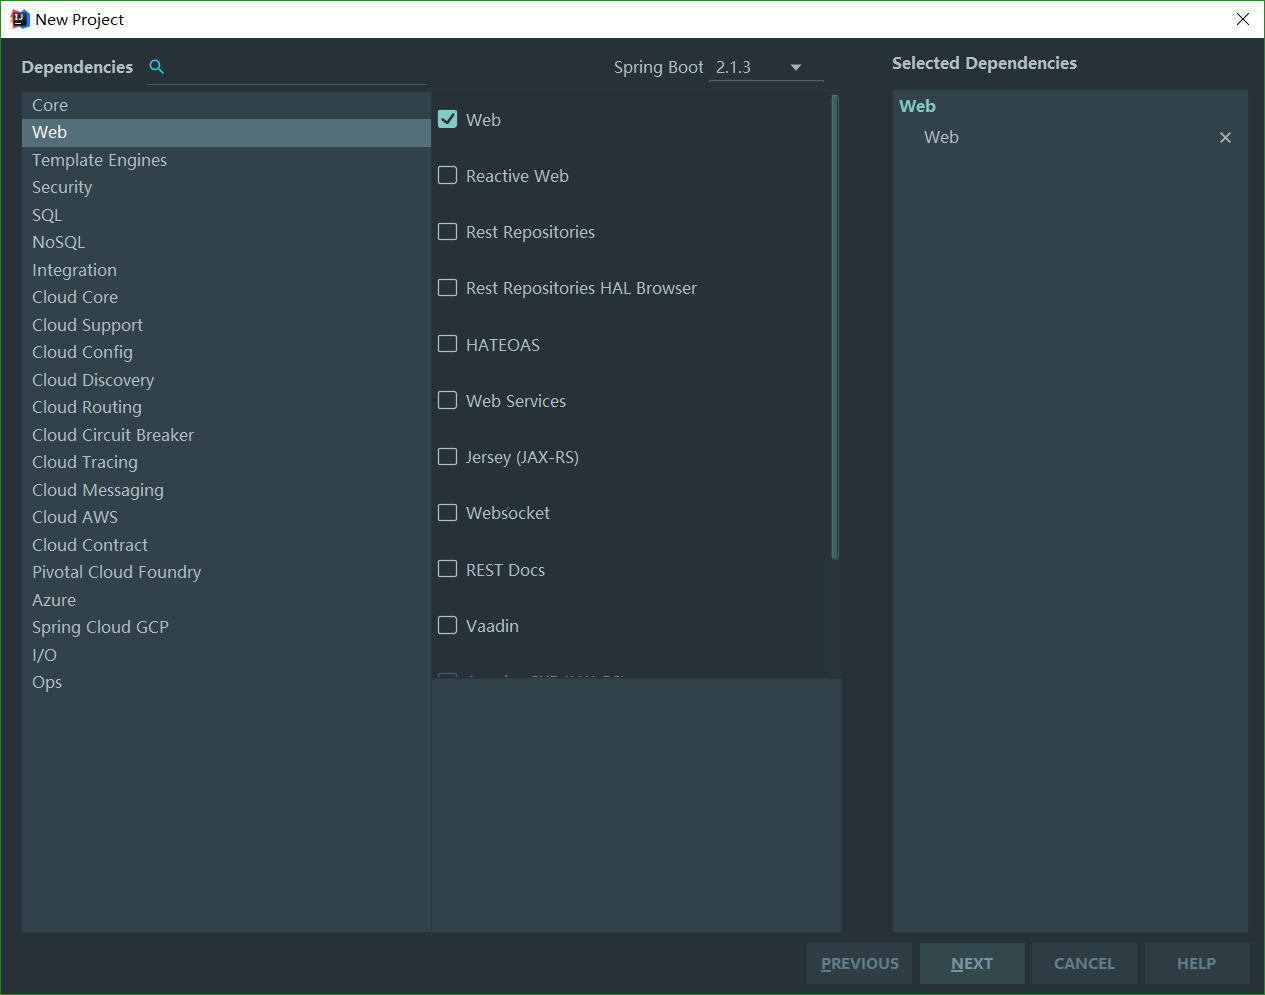 New Project
Dependencies
Spring Boot 2.1.3
Selected Dependencies
Core
Web
Template Engines
Security
SQL
NoSQL
Integration
Cloud Core
Cloud Support
Cloud Config
Cloud Discovery
Cloud Routing
Cloud Circuit Breaker
Cloud Tracing
Cloud Messaging
Cloud AWS
Cloud Contract
Pivotal Cloud Foundry
Azure
Spring Cloud GCP
I/O
Ops
Web
Reactive Web
Rest Repositories
Rest Repositories HAL Browser
HATEOAS
Web Services
Jersey (JAX-RS)
Websocket
REST Docs
Vaadin
Web
Web
PREVIOUS
NEXT
CANCEL
HELP